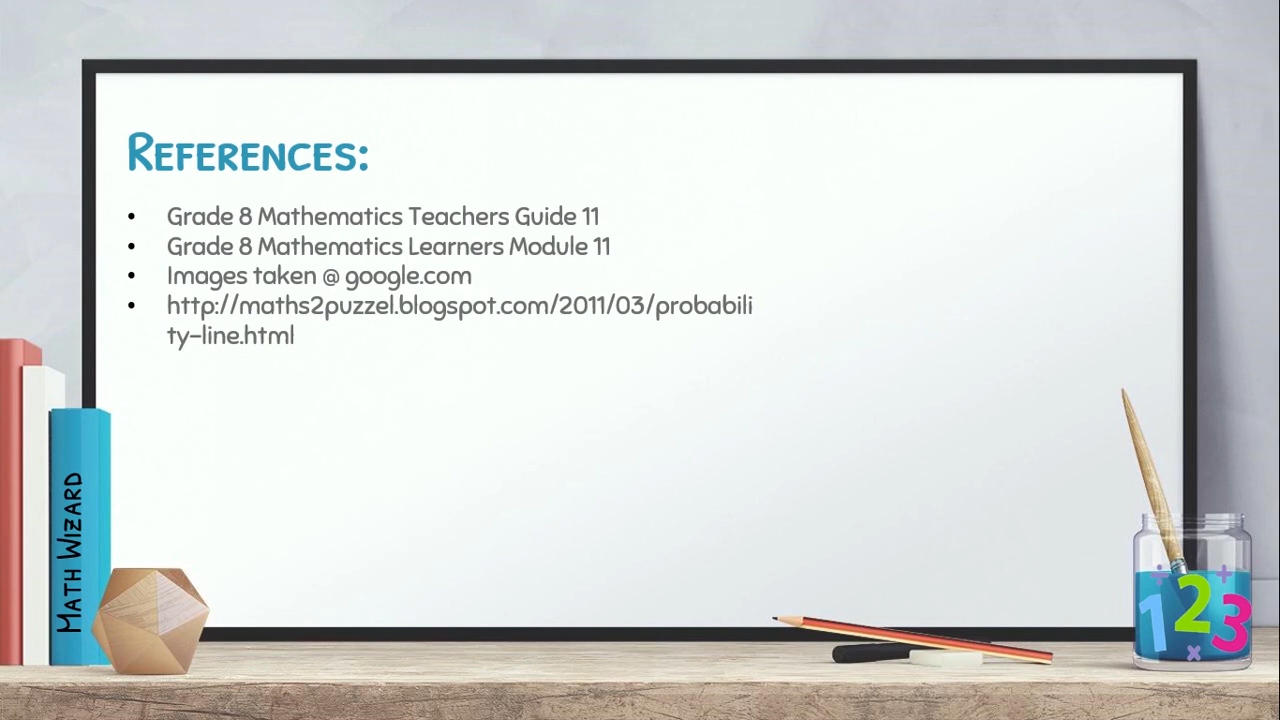 REFERENCES:
• Grade 8 Mathematics Teachers Guide 11
• Grade 8 Mathematics Learners Module 11
• Images taken @ google.com
• http://maths2puzzel.blogspot.com/2011/03/probabili
ty-line.html
MATH WIZARD
÷ +
123
x